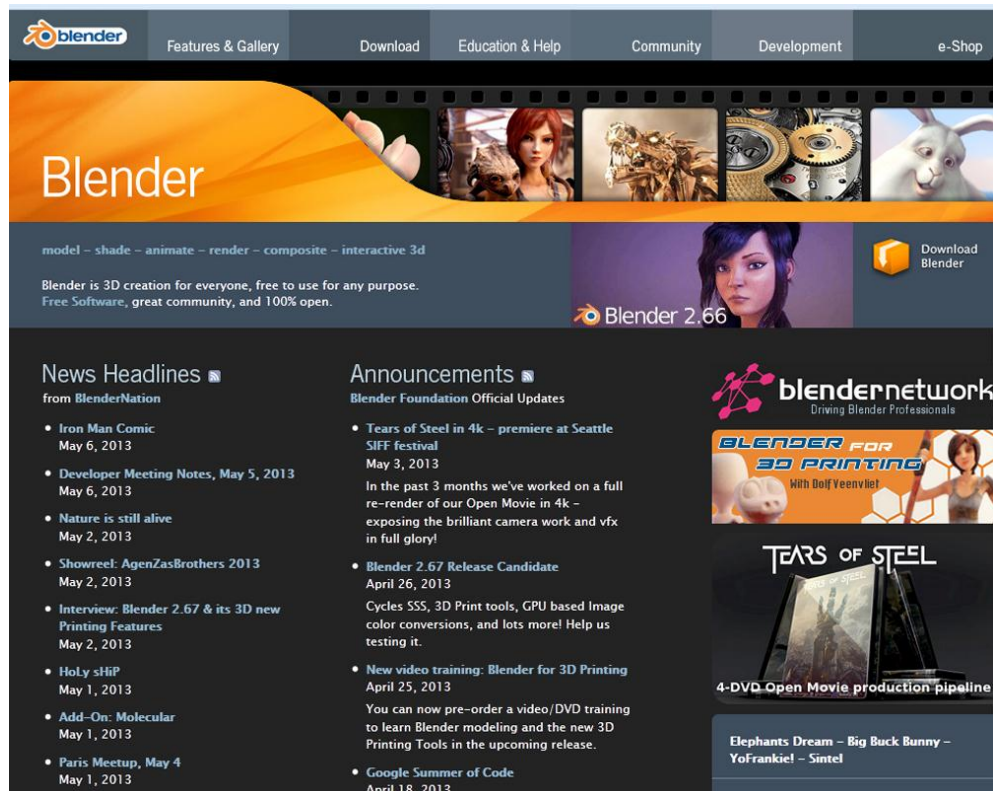 blender
Features & Gallery
Download
Education & Help
Community
Development
e-Shop
Blender
model – shade – animate – render – composite – interactive 3d
Blender is 3D creation for everyone, free to use for any purpose.
Free Software, great community, and 100% open.
Blender 2.66
Download
Blender
News Headlines
from BlenderNation
Iron Man Comic
May 6, 2013
Developer Meeting Notes, May 5, 2013
May 6, 2013
Nature is still alive
May 2, 2013
Showreel: AgenZasBrothers 2013
May 2, 2013
Interview: Blender 2.67 & its 3D new
Printing Features
May 2, 2013
HoLy sHiP
May 1, 2013
Add-On: Molecular
May 1, 2013
Paris Meetup, May 4
May 1, 2013
Announcements
Blender Foundation Official Updates
Tears of Steel in 4k – premiere at Seattle
SIFF festival
May 3, 2013
In the past 3 months we've worked on a full
re-render of our Open Movie in 4k –
exposing the brilliant camera work and vfx
in full glory!
Blender 2.67 Release Candidate
April 26, 2013
Cycles SSS, 3D Print tools, GPU based Image
color conversions, and lots more! Help us
testing it.
New video training: Blender for 3D Printing
April 25, 2013
You can now pre-order a video/DVD training
to learn Blender modeling and the new 3D
Printing Tools in the upcoming release.
Google Summer of Code
April 18, 2013
blendernetwork
Driving Blender Professionals
BLENDER FOR
3D PRINTING
With Dolf Veenvliet
TEARS OF STEEL
TEARS OF STEEL
4-DVD Open Movie production pipeline
Elephants Dream – Big Buck Bunny –
YoFrankie! – Sintel